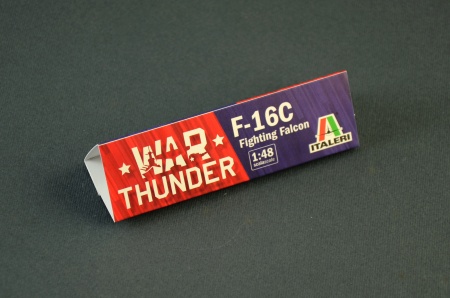 WAR
THUNDER
F-16C
Fighting Falcon
1:48
ITALERI